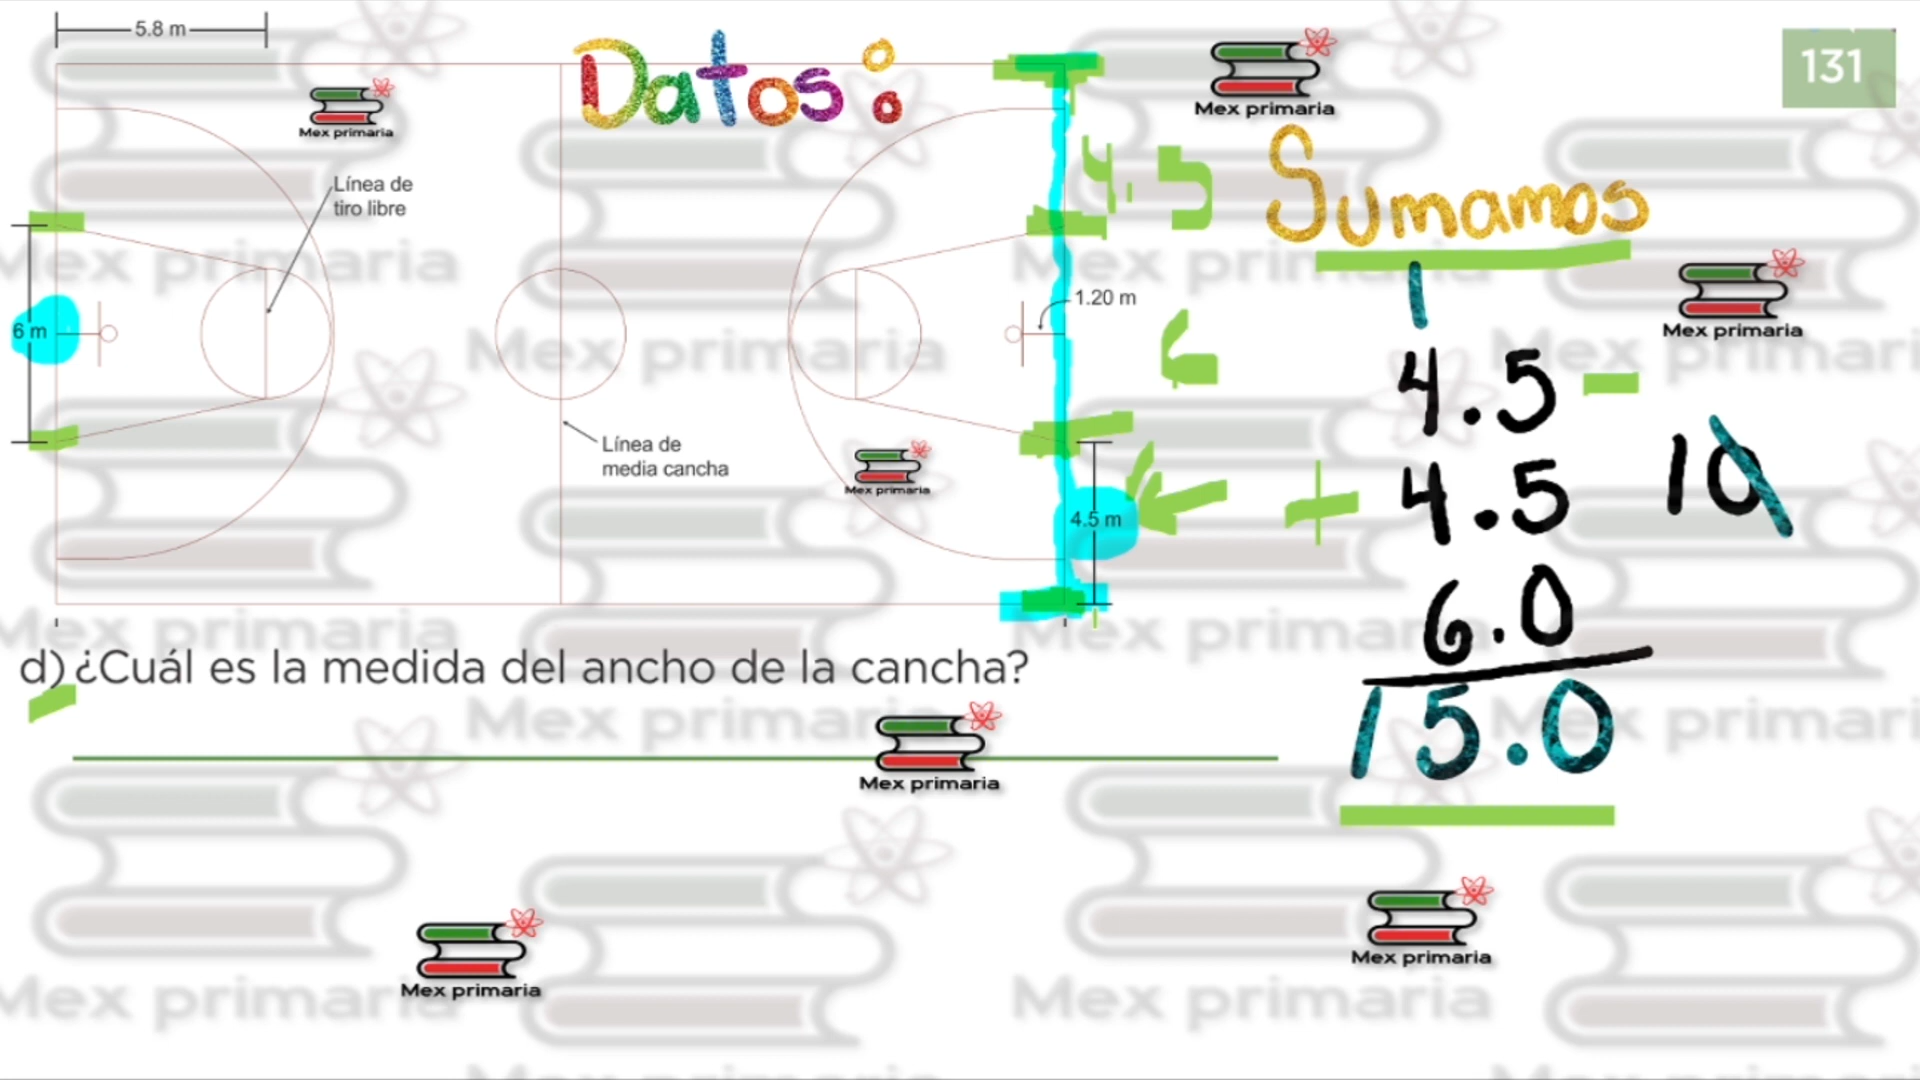 5.8 m
Datos:
131
Mex primaria
Mex primaria
Línea de
tiro libre
4.5
Sumamos
Mex primaria
6 m
1.20 m
6
1
4.5
Línea de
media cancha
Mex primaria
4.5 m
+ 4.5
10
6.0
15.0
d) ¿Cuál es la medida del ancho de la cancha?
Mex primaria
Mex primaria
Mex primaria